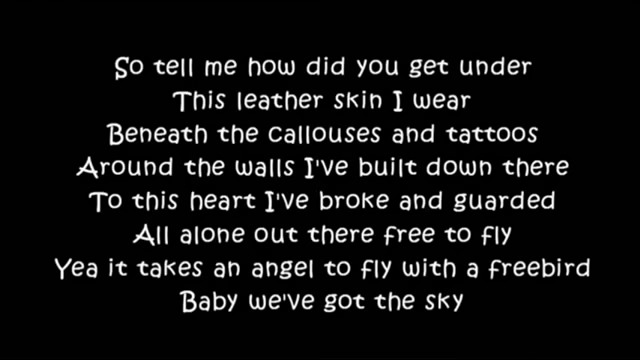 So tell me how did you get under
This leather skin I wear
Beneath the callouses and tattoos
Around the walls I've built down there
To this heart I've broke and guarded
All alone out there free to fly
Yea it takes an angel to fly with a freebird
Baby we've got the sky